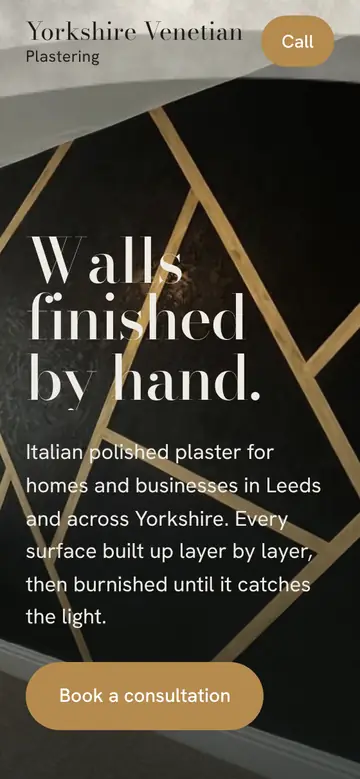 Yorkshire Venetian
Plastering
Call
Walls
finished
by hand.
Italian polished plaster for
homes and businesses in Leeds
and across Yorkshire. Every
surface built up layer by layer,
then burnished until it catches
the light.
Book a consultation